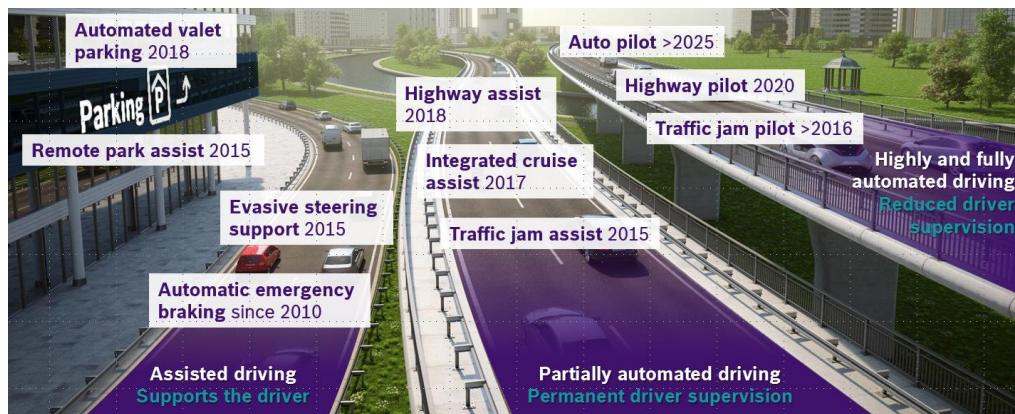 Automated valet
parking 2018
Parking P
Remote park assist 2015
Evasive steering
support 2015
Automatic emergency
braking since 2010
Assisted driving
Supports the driver
Highway assist
2018
Integrated cruise
assist 2017
Traffic jam assist 2015
Partially automated driving
Permanent driver supervision
Auto pilot >2025
Highway pilot 2020
Traffic jam pilot >2016
Highly and fully
automated driving
Reduced driver
supervision